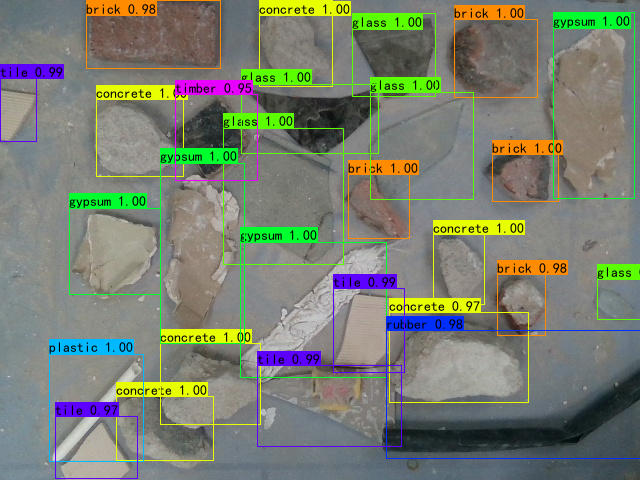 brick 0.98
concrete 1.00
glass 1.00
brick 1.00
gypsum 1.00
tile 0.99
glass 1.00
timber 0.95
glass 1.00
concrete 1.00
glass 1.00
gypsum 1.00
brick 1.00
brick 1.00
gypsum 1.00
gypsum 1.00
concrete 1.00
brick 0.98
glass
tile 0.99
concrete 0.97
rubber 0.98
plastic 1.00
concrete 1.00
tile 0.99
concrete 1.00
tile 0.97